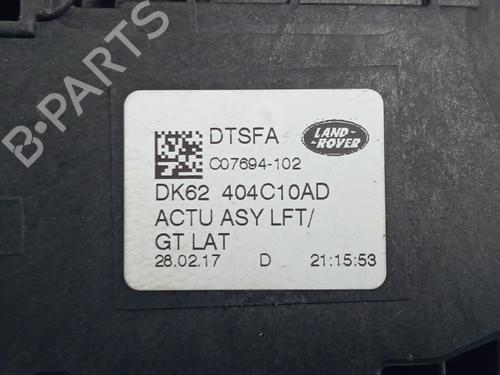 DTSFA
LAND-
ROVER
C07694-102
DK62 404C10AD
ACTU ASY LFT/
GT LAT
28.02.17 D 21:15:53
B-PARTS